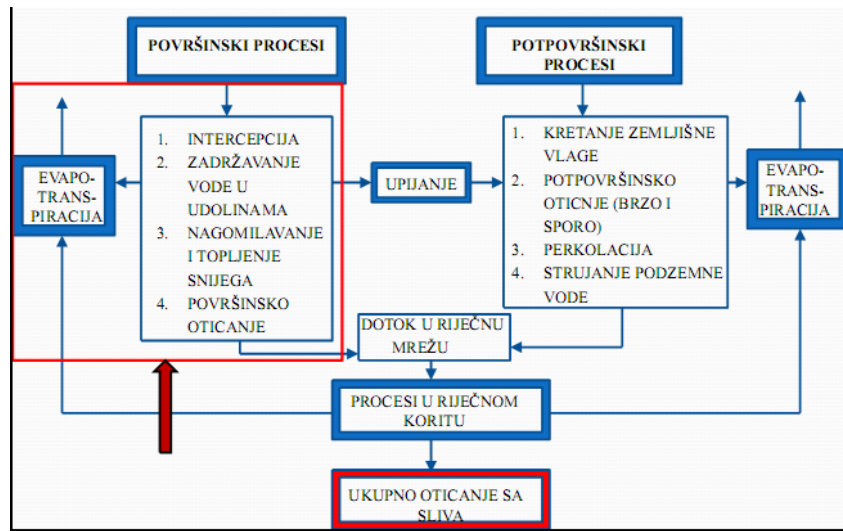 POVRŠINSKI PROCESI
POTPOVRŠINSKI
PROCESI
EVAPO-
TRANS-
PIRACIJA
1. INTERCEPCIJA
2. ZADRŽAVANJE
VODE U
UDOLINAMA
3. NAGOMILAVANJE
I TOPLJENJE
SNIJEGA
4. POVRŠINSKO
OTICANJE
UPIJANJE
1. KRETANJE ZEMLJIŠNE
VLAGE
2. POTPOVRŠINSKO
OTICNJE (BRZO I
SPORO)
3. PERKOLACIJA
4. STRUJANJE PODZEMNE
VODE
EVAPO-
TRANS-
PIRACIJA
DOTOK U RIJEČNU
MREŽU
PROCESI U RIJEČNOM
KORITU
UKUPNO OTICANJE SA
SLIVA